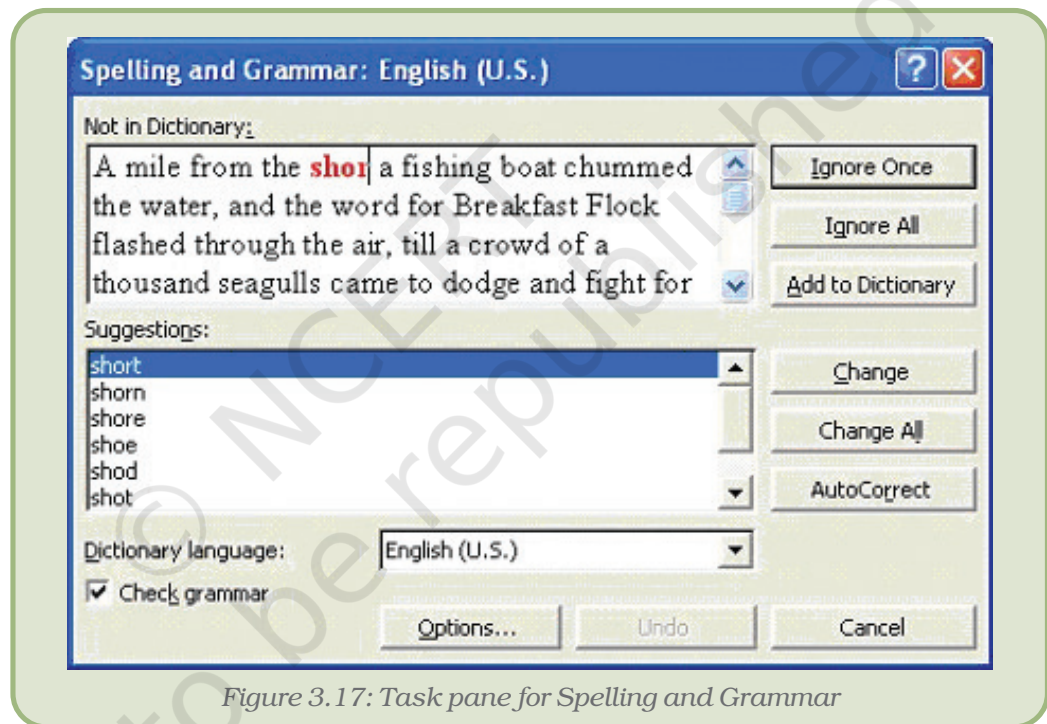 Spelling and Grammar: English (U.S.)
Not in Dictionary:
A mile from the shor a fishing boat chummed
the water, and the word for Breakfast Flock
flashed through the air, till a crowd of a
thousand seagulls came to dodge and fight for
Ignore Once
Ignore All
Add to Dictionary
Suggestions:
short
shorn
shore
shoe
shod
shot
Change
Change All
AutoCorrect
Dictionary language:
English (U.S.)
Check grammar
Options...
Undo
Cancel
Figure 3.17: Task pane for Spelling and Grammar
© NCERT
to be republished